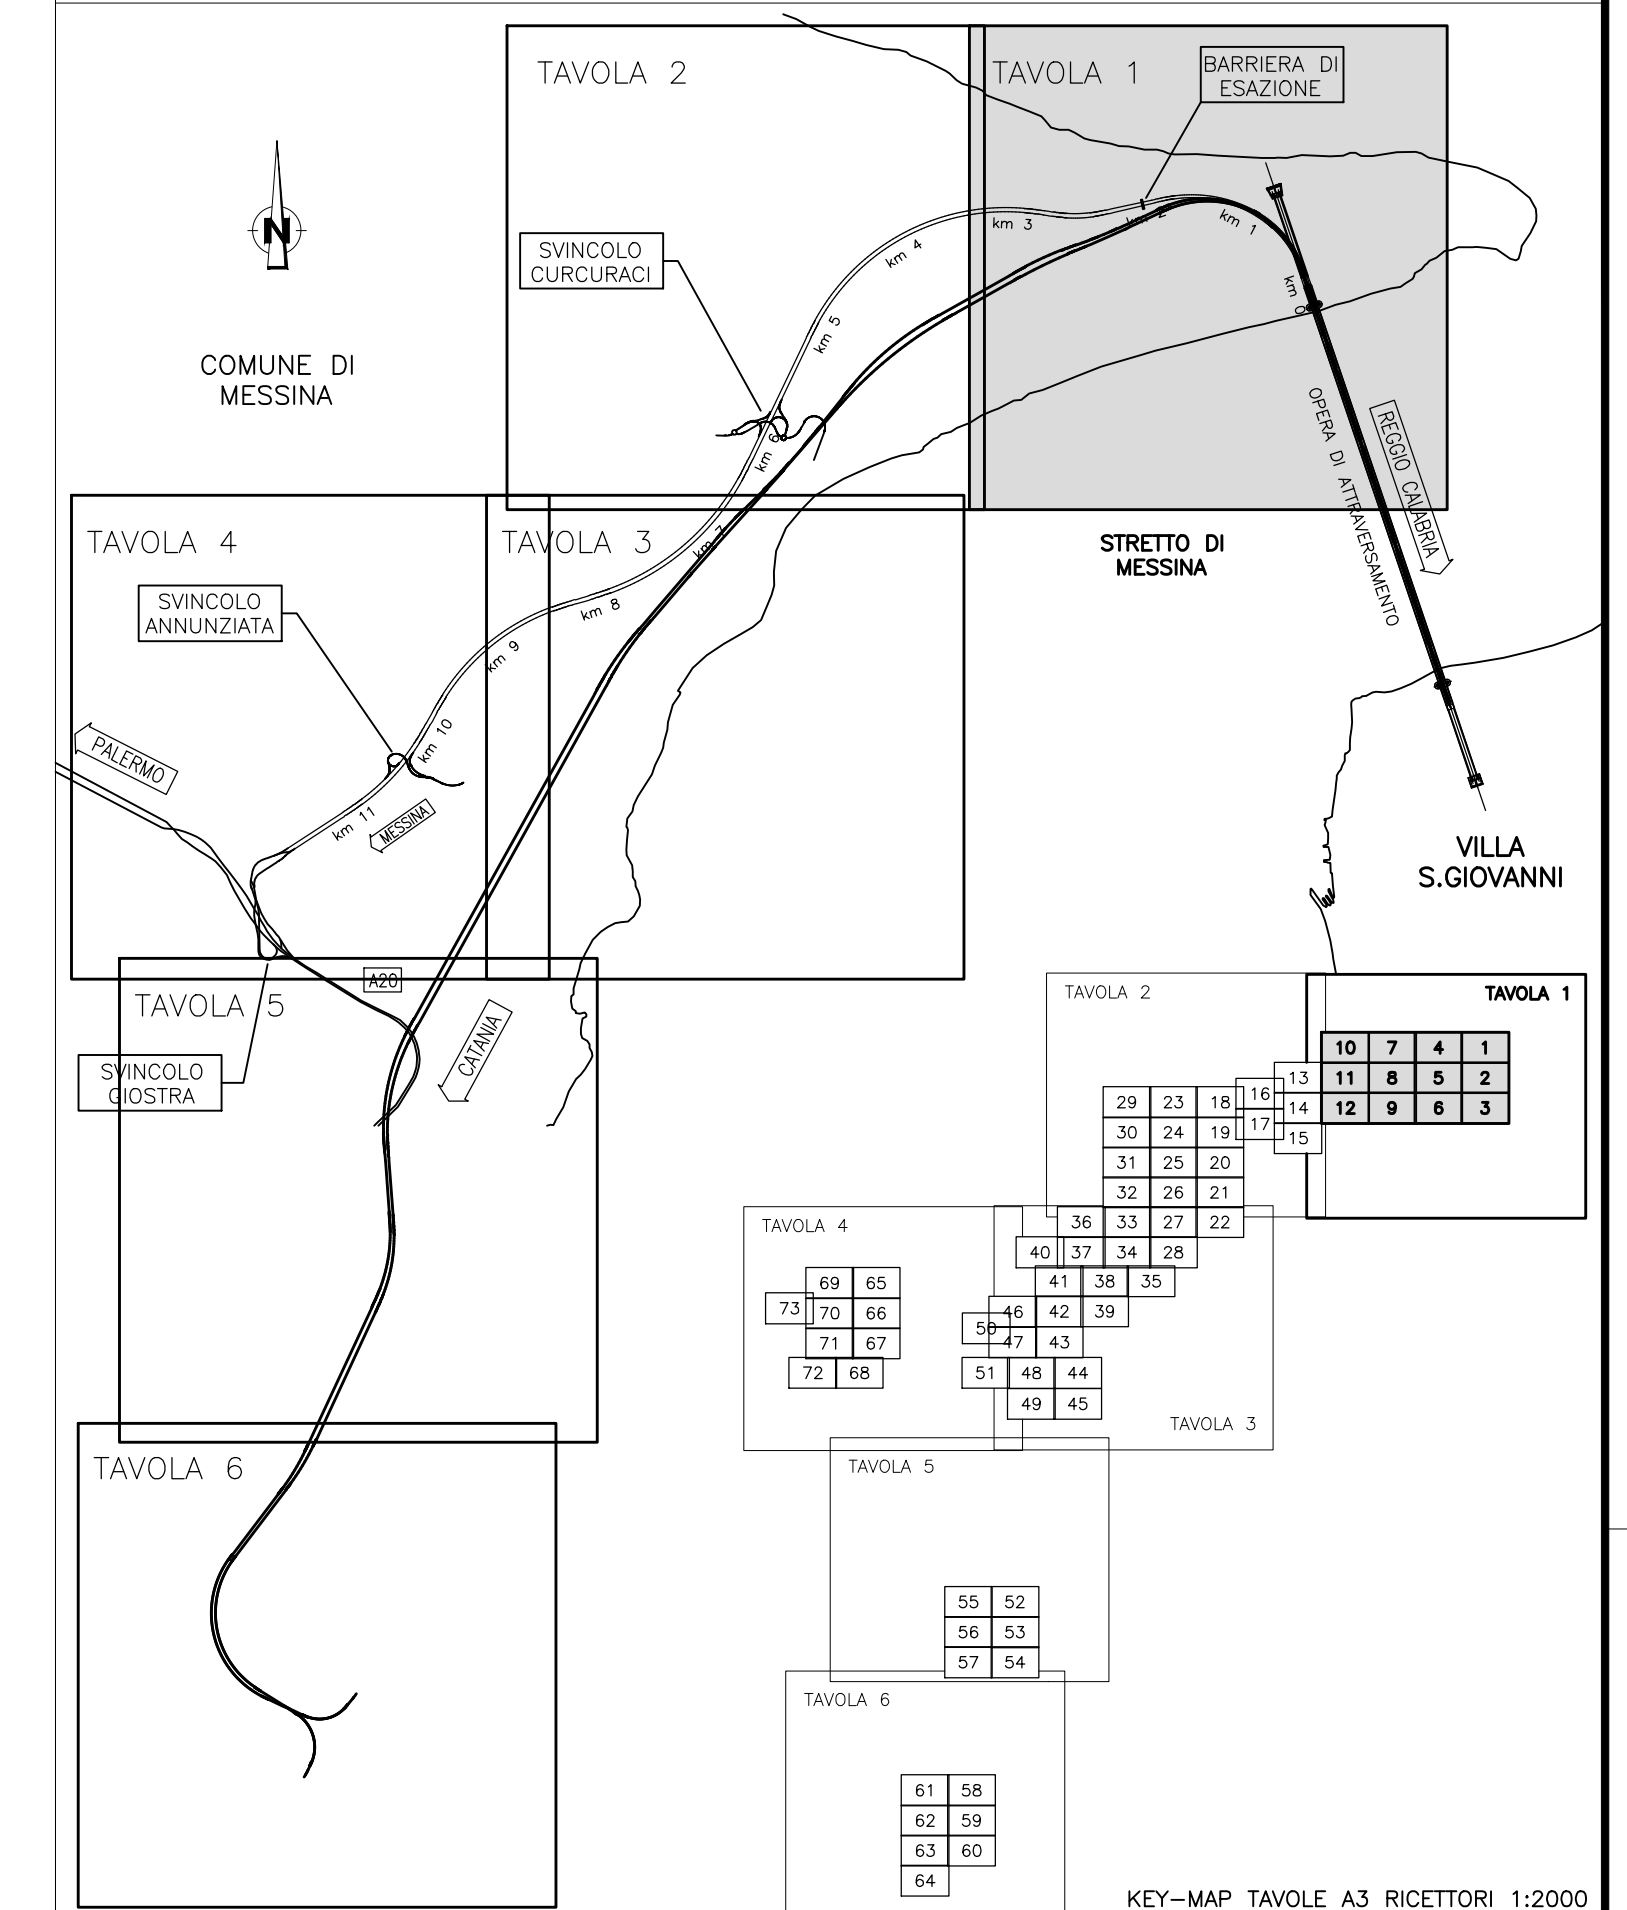 TAVOLA 2
TAVOLA 1
BARRIERA DI
ESAZIONE
N
SVINCOLO
CURCURACI
km 4
km 3
km 2
km 1
km 0
km 5
km 6
km 7
COMUNE DI
MESSINA
OPERA DI ATTRAVERSAMENTO
REGGIO CALABRIA
STRETTO DI
MESSINA
TAVOLA 4
TAVOLA 3
SVINCOLO
ANNUNZIATA
km 8
km 9
km 10
km 11
PALERMO
MESSINA
VILLA
S.GIOVANNI
A20
TAVOLA 5
CATANIA
SVINCOLO
GIOSTRA
TAVOLA 6
TAVOLA 2
TAVOLA 1
10 7 4 1
13 11 8 5 2
16 14 12 9 6 3
17 15
29 23 18
30 24 19
31 25 20
32 26 21
36 33 27 22
40 37 34 28
41 38 35
46 42 39
50 47 43
51 48 44
49 45
TAVOLA 3
TAVOLA 4
69 65
73 70 66
71 67
72 68
TAVOLA 5
55 52
56 53
57 54
TAVOLA 6
61 58
62 59
63 60
64
KEY-MAP TAVOLE A3 RICETTORI 1:2000